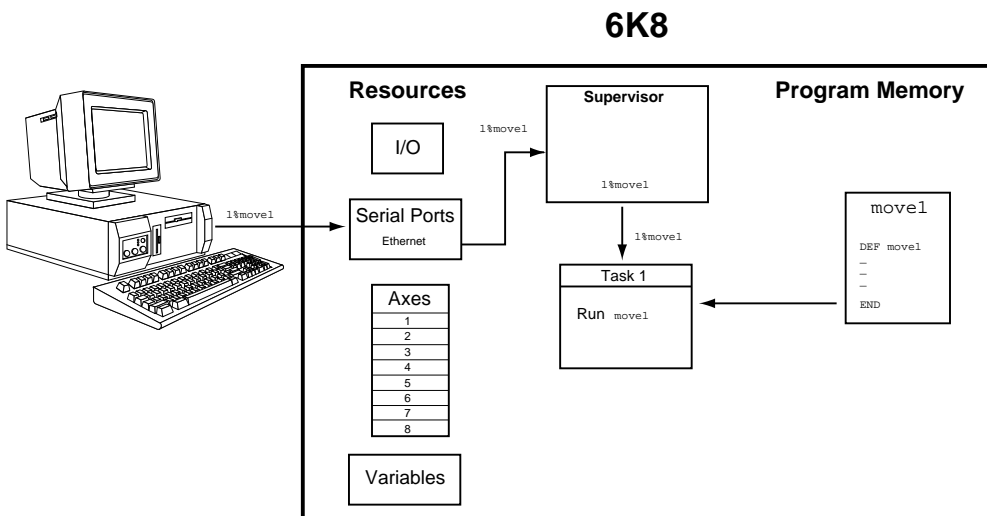 6K8
Resources
Supervisor
Program Memory
1%move1
I/O
1%move1
move1
1%move1
Serial Ports
Ethernet
DEF move1
–
–
–
END
1%move1
Task 1
Run move1
Axes
1
2
3
4
5
6
7
8
Variables